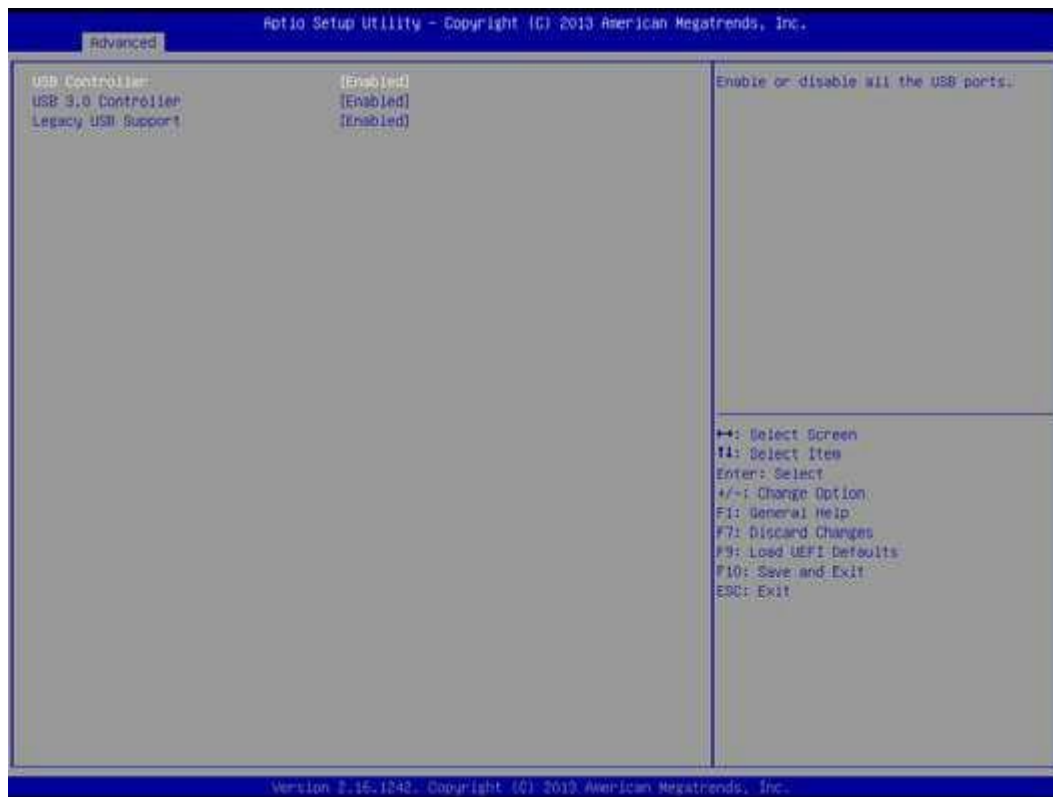 Aptio Setup Utility - Copyright (C) 2013 American Megatrends, Inc.
Advanced
USB Controller [Enabled]
USB 3.0 Controller [Enabled]
Legacy USB Support [Enabled]
Enable or disable all the USB ports.
↔: Select Screen
↑↓: Select Item
Enter: Select
+/-: Change Option
F1: General Help
F7: Discard Changes
F9: Load UEFI Defaults
F10: Save and Exit
ESC: Exit
Version 2.16.1242. Copyright (C) 2013 American Megatrends, Inc.